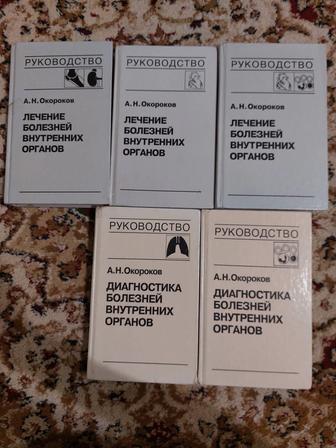 РУКОВОДСТВО
А. Н. Окороков
ЛЕЧЕНИЕ
БОЛЕЗНЕЙ
ВНУТРЕННИХ
ОРГАНОВ
РУКОВОДСТВО
А. Н. Окороков
ЛЕЧЕНИЕ
БОЛЕЗНЕЙ
ВНУТРЕННИХ
ОРГАНОВ
РУКОВОДСТВО
А. Н. Окороков
ЛЕЧЕНИЕ
БОЛЕЗНЕЙ
ВНУТРЕННИХ
ОРГАНОВ
РУКОВОДСТВО
А.Н.Окороков
ДИАГНОСТИКА
БОЛЕЗНЕЙ
ВНУТРЕННИХ
ОРГАНОВ
РУКОВОДСТВО
А.Н.Окороков
ДИАГНОСТИКА
БОЛЕЗНЕЙ
ВНУТРЕННИХ
ОРГАНОВ